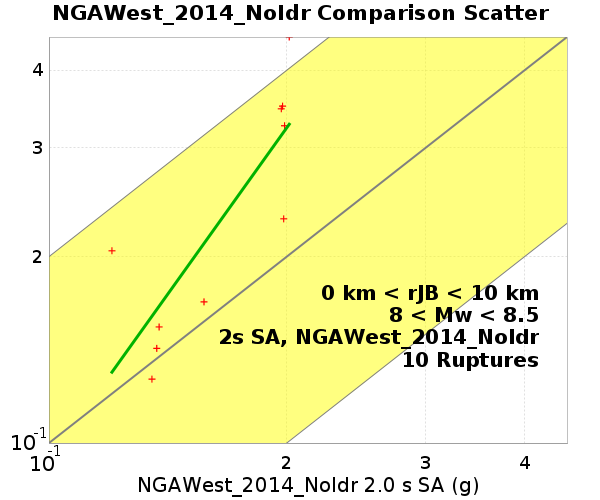 NGAWest_2014_NoIdr Comparison Scatter
4
3
2
10-1
0 km < rJB < 10 km
8 < Mw < 8.5
2s SA, NGAWest_2014_NoIdr
10 Ruptures
10-1 2 3 4
NGAWest_2014_NoIdr 2.0 s SA (g)